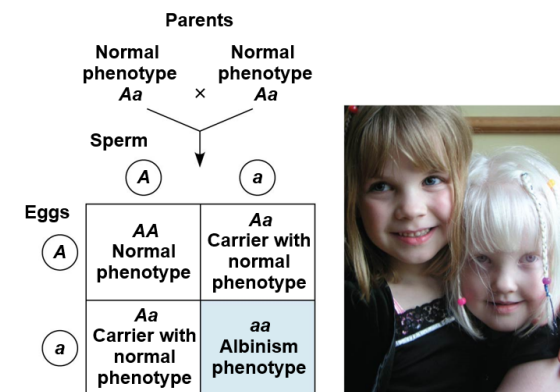 Parents
Normal
phenotype
Aa
×
Normal
phenotype
Aa
Sperm
A
a
Eggs
A
AA
Normal
phenotype
Aa
Carrier with
normal
phenotype
a
Aa
Carrier with
normal
phenotype
aa
Albinism
phenotype